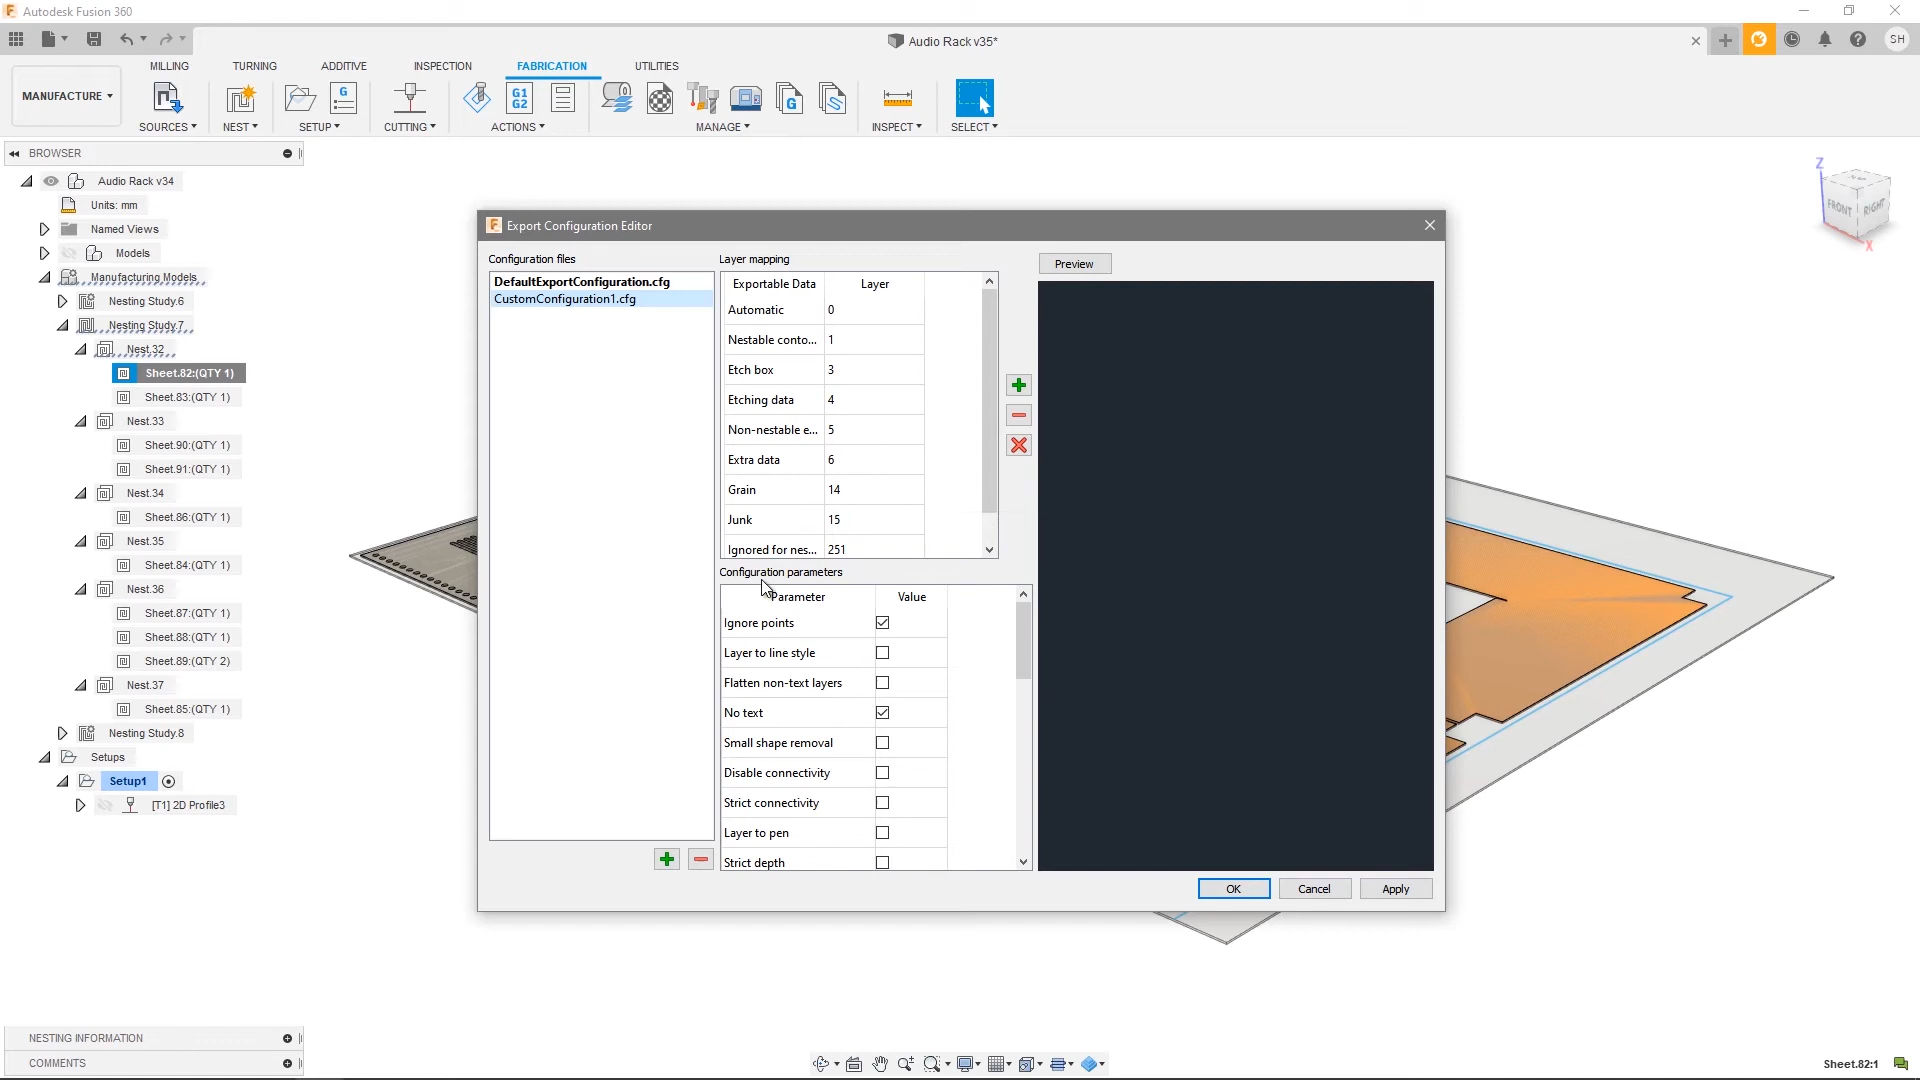 Autodesk Fusion 360
Audio Rack v35*
SH
MANUFACTURE
MILLING
TURNING
ADDITIVE
INSPECTION
FABRICATION
UTILITIES
G
G1
G2
G
SOURCES
NEST
SETUP
CUTTING
ACTIONS
MANAGE
INSPECT
SELECT
BROWSER
Audio Rack v34
Units: mm
Named Views
Models
Manufacturing Models
Nesting Study.6
Nesting Study.7
Nest.32
Sheet.82:(QTY 1)
Sheet.83:(QTY 1)
Nest.33
Sheet.90:(QTY 1)
Sheet.91:(QTY 1)
Nest.34
Sheet.86:(QTY 1)
Nest.35
Sheet.84:(QTY 1)
Nest.36
Sheet.87:(QTY 1)
Sheet.88:(QTY 1)
Sheet.89:(QTY 2)
Nest.37
Sheet.85:(QTY 1)
Nesting Study.8
Setups
Setup1
[T1] 2D Profile3
Export Configuration Editor
Configuration files
DefaultExportConfiguration.cfg
CustomConfiguration1.cfg
Layer mapping
Exportable Data Layer
Automatic 0
Nestable conto... 1
Etch box 3
Etching data 4
Non-nestable e... 5
Extra data 6
Grain 14
Junk 15
Ignored for nes... 251
Configuration parameters
Parameter Value
Ignore points
Layer to line style
Flatten non-text layers
No text
Small shape removal
Disable connectivity
Strict connectivity
Layer to pen
Strict depth
Preview
OK
Cancel
Apply
Z
FRONT
RIGHT
X
NESTING INFORMATION
COMMENTS
Sheet.82:1